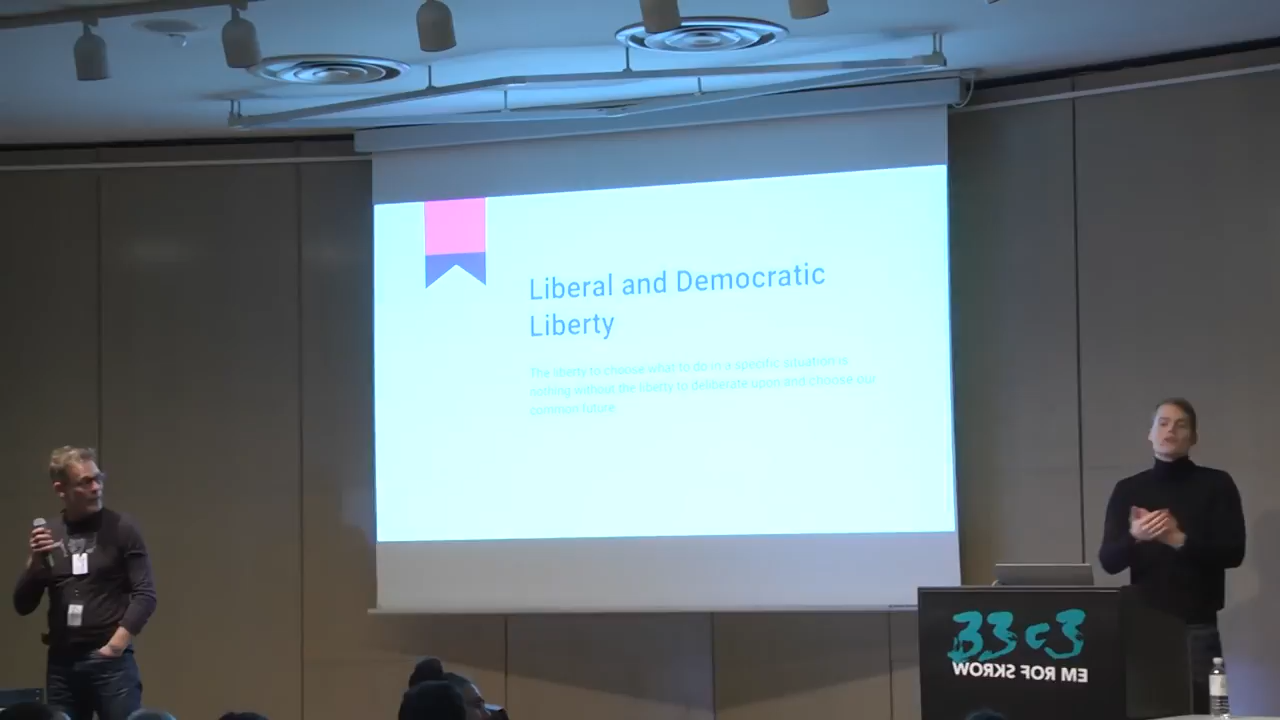 Liberal and Democratic
Liberty
The liberty to choose what to do in a specific situation is
nothing without the liberty to deliberate upon and choose our
common future.
33c3
WORKS FOR ME